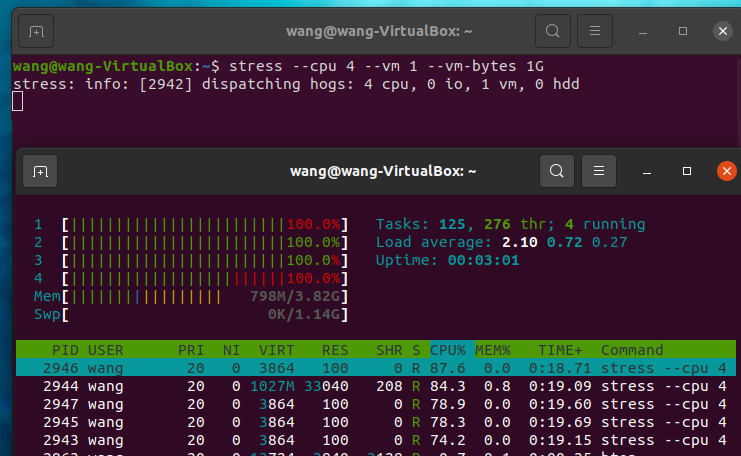 wang@wang-VirtualBox: ~
wang@wang-VirtualBox:~$ stress --cpu 4 --vm 1 --vm-bytes 1G
stress: info: [2942] dispatching hogs: 4 cpu, 0 io, 1 vm, 0 hdd
wang@wang-VirtualBox: ~
1 [||||||||||||||||||||||||100.0%] Tasks: 125, 276 thr; 4 running
2 [||||||||||||||||||||||||100.0%] Load average: 2.10 0.72 0.27
3 [||||||||||||||||||||||||100.0%] Uptime: 00:03:01
4 [||||||||||||||||||||||||100.0%]
Mem[||||||||||||||||| 798M/3.82G]
Swp[ 0K/1.14G]
PID USER PRI NI VIRT RES SHR S CPU% MEM% TIME+ Command
2946 wang 20 0 3864 100 0 R 87.6 0.0 0:18.71 stress --cpu 4
2944 wang 20 0 1027M 33040 208 R 84.3 0.8 0:19.09 stress --cpu 4
2947 wang 20 0 3864 100 0 R 78.9 0.0 0:19.60 stress --cpu 4
2945 wang 20 0 3864 100 0 R 78.3 0.0 0:19.69 stress --cpu 4
2943 wang 20 0 3864 100 0 R 74.2 0.0 0:19.15 stress --cpu 4